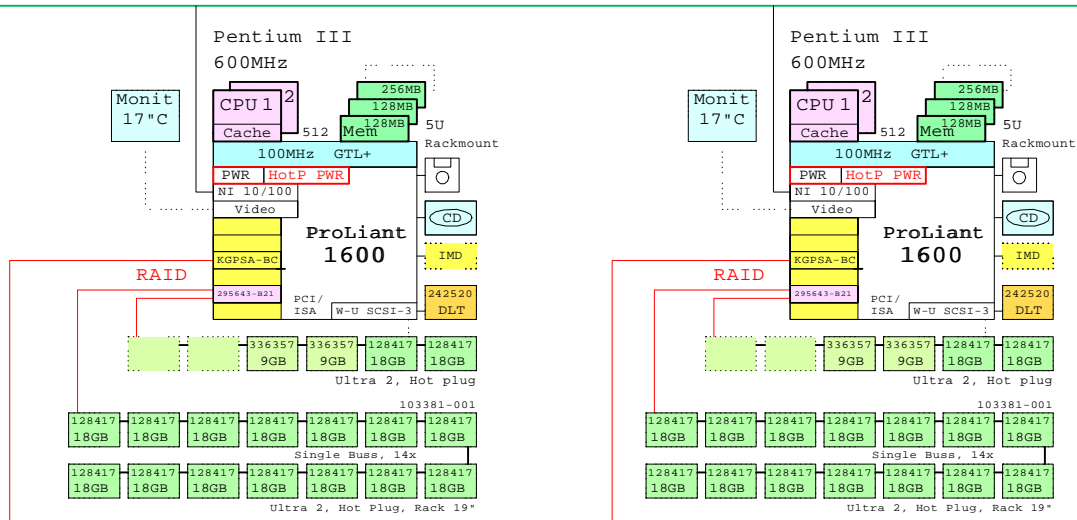 Pentium III
600MHz
Monit
17"C
CPU 1
2
Cache
512
256MB
128MB
128MB
Mem
5U
Rackmount
100MHz GTL+
PWR
HotP PWR
NI 10/100
Video
CD
ProLiant
1600
KGPSA-BC
IMD
RAID
295643-B21
PCI/
ISA
W-U SCSI-3
242520
DLT
336357
9GB
336357
9GB
128417
18GB
128417
18GB
Ultra 2, Hot plug
103381-001
128417 128417 128417 128417 128417 128417 128417
18GB 18GB 18GB 18GB 18GB 18GB 18GB
Single Buss, 14x
128417 128417 128417 128417 128417 128417 128417
18GB 18GB 18GB 18GB 18GB 18GB 18GB
Ultra 2, Hot Plug, Rack 19"
Pentium III
600MHz
Monit
17"C
CPU 1
2
Cache
512
256MB
128MB
128MB
Mem
5U
Rackmount
100MHz GTL+
PWR
HotP PWR
NI 10/100
Video
CD
ProLiant
1600
KGPSA-BC
IMD
RAID
295643-B21
PCI/
ISA
W-U SCSI-3
242520
DLT
336357
9GB
336357
9GB
128417
18GB
128417
18GB
Ultra 2, Hot plug
103381-001
128417 128417 128417 128417 128417 128417 128417
18GB 18GB 18GB 18GB 18GB 18GB 18GB
Single Buss, 14x
128417 128417 128417 128417 128417 128417 128417
18GB 18GB 18GB 18GB 18GB 18GB 18GB
Ultra 2, Hot Plug, Rack 19"